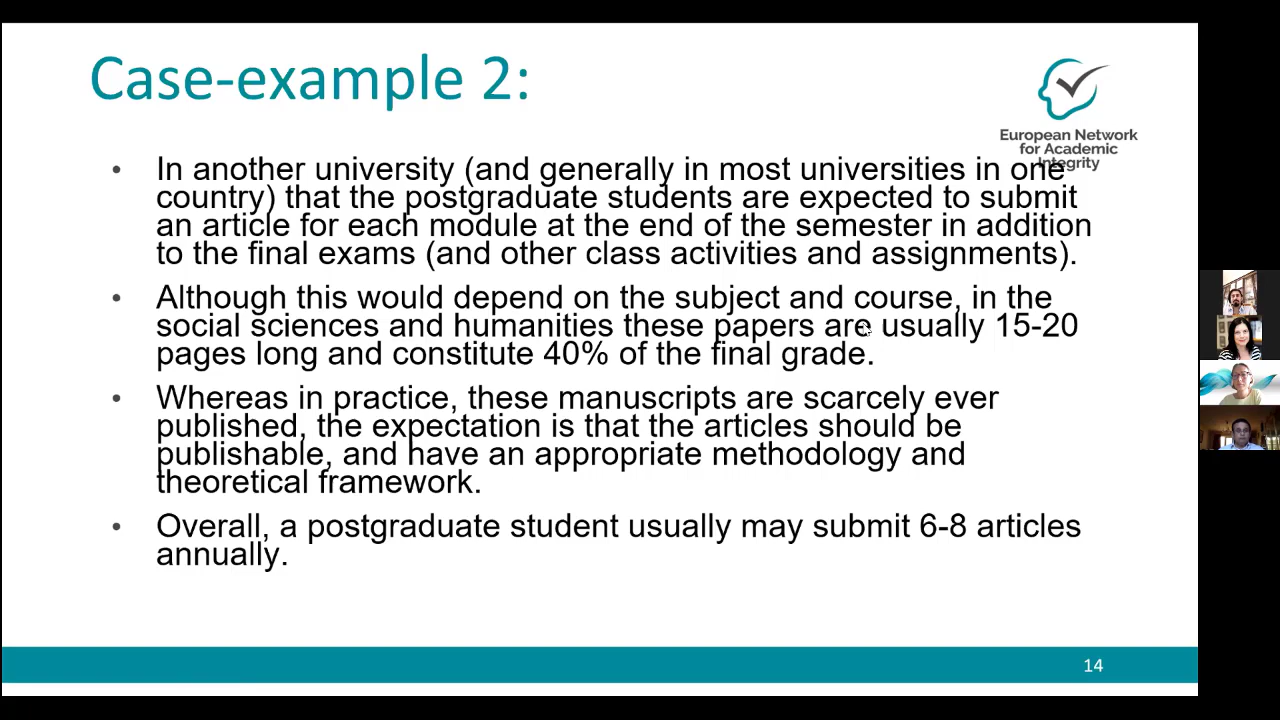 Case-example 2:
European Network
for Academic
Integrity
• In another university (and generally in most universities in one
country) that the postgraduate students are expected to submit
an article for each module at the end of the semester in addition
to the final exams (and other class activities and assignments).
• Although this would depend on the subject and course, in the
social sciences and humanities these papers are usually 15-20
pages long and constitute 40% of the final grade.
• Whereas in practice, these manuscripts are scarcely ever
published, the expectation is that the articles should be
publishable, and have an appropriate methodology and
theoretical framework.
• Overall, a postgraduate student usually may submit 6-8 articles
annually.
14